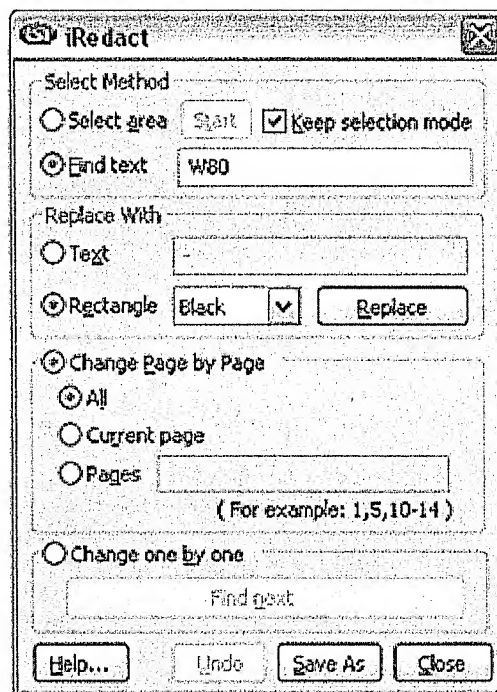 iRedact
Select Method
Select area Start Keep selection mode
Find text W80
Replace With
Text -
Rectangle Black Replace
Change Page by Page
All
Current page
Pages
( For example: 1,5,10-14 )
Change one by one
Find next
Help... Undo Save As Close